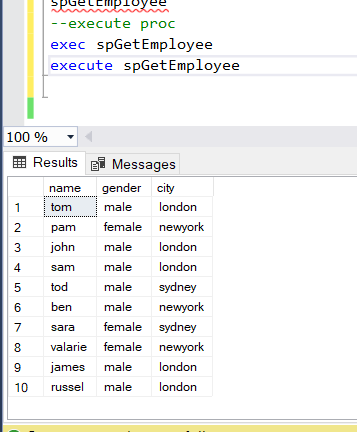 spGetEmployee
--execute proc
exec spGetEmployee
execute spGetEmployee
100 %
Results Messages
name gender city
1 tom male london
2 pam female newyork
3 john male london
4 sam male london
5 tod male sydney
6 ben male newyork
7 sara female sydney
8 valarie female newyork
9 james male london
10 russel male london